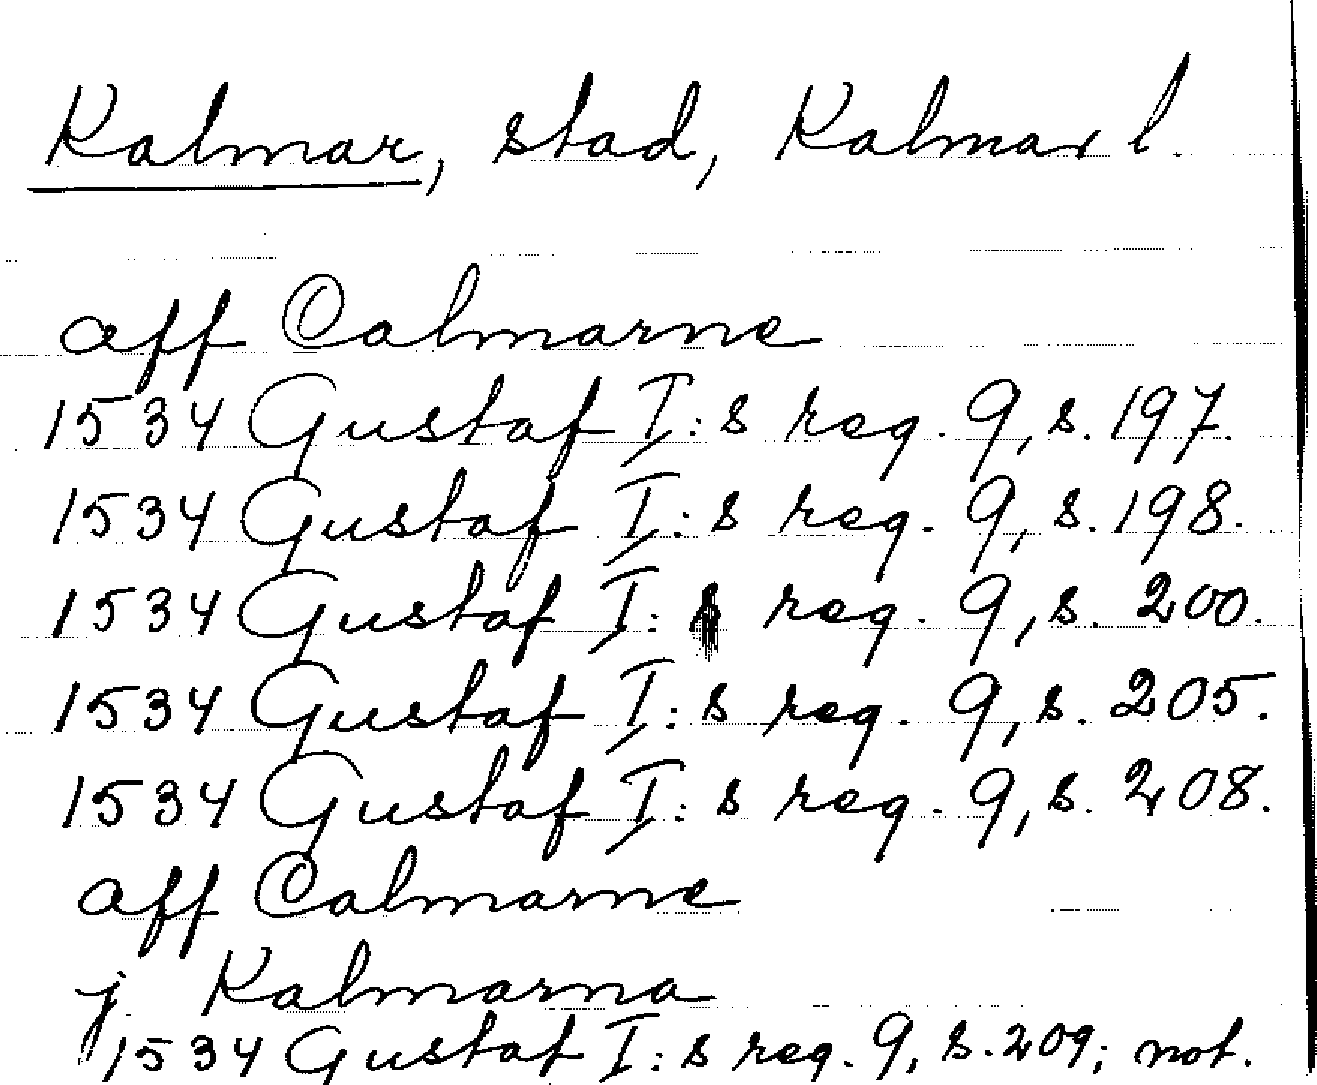 Kalmar, stad, Kalmar l.
aff Calmarne
1534 Gustaf I:s reg. 9, s. 197.
1534 Gustaf I:s reg. 9, s. 198.
1534 Gustaf I:s reg. 9, s. 200.
1534 Gustaf I:s reg. 9, s. 205.
1534 Gustaf I:s reg. 9, s. 208.
aff Calmarne
j Kalmarna
1534 Gustaf I:s reg. 9, s. 209; not.